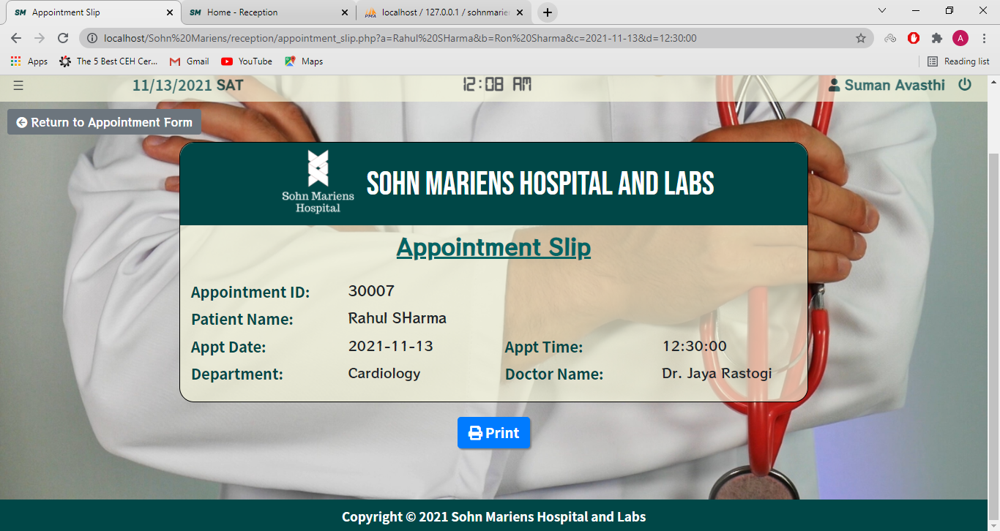 SM Appointment Slip
SM Home - Reception
PMA localhost / 127.0.0.1 / sohnmarie
localhost/Sohn%20Mariens/reception/appointment_slip.php?a=Rahul%20SHarma&b=Ron%20Sharma&c=2021-11-13&d=12:30:00
A
Apps
The 5 Best CEH Cer...
Gmail
YouTube
Maps
Reading list
11/13/2021 SAT
12:08 AM
Suman Avasthi
Return to Appointment Form
Sohn Mariens
Hospital
SOHN MARIENS HOSPITAL AND LABS
Appointment Slip
Appointment ID: 30007
Patient Name: Rahul SHarma
Appt Date: 2021-11-13 Appt Time: 12:30:00
Department: Cardiology Doctor Name: Dr. Jaya Rastogi
Print
Copyright © 2021 Sohn Mariens Hospital and Labs